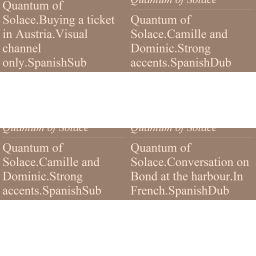 Quantum of
Solace.Buying a ticket
in Austria.Visual
channel
only.SpanishSub
Quantum of Solace
Quantum of
Solace.Camille and
Dominic.Strong
accents.SpanishDub
Quantum of Solace
Quantum of
Solace.Camille and
Dominic.Strong
accents.SpanishSub
Quantum of Solace
Quantum of
Solace.Conversation on
Bond at the harbour.In
French.SpanishDub